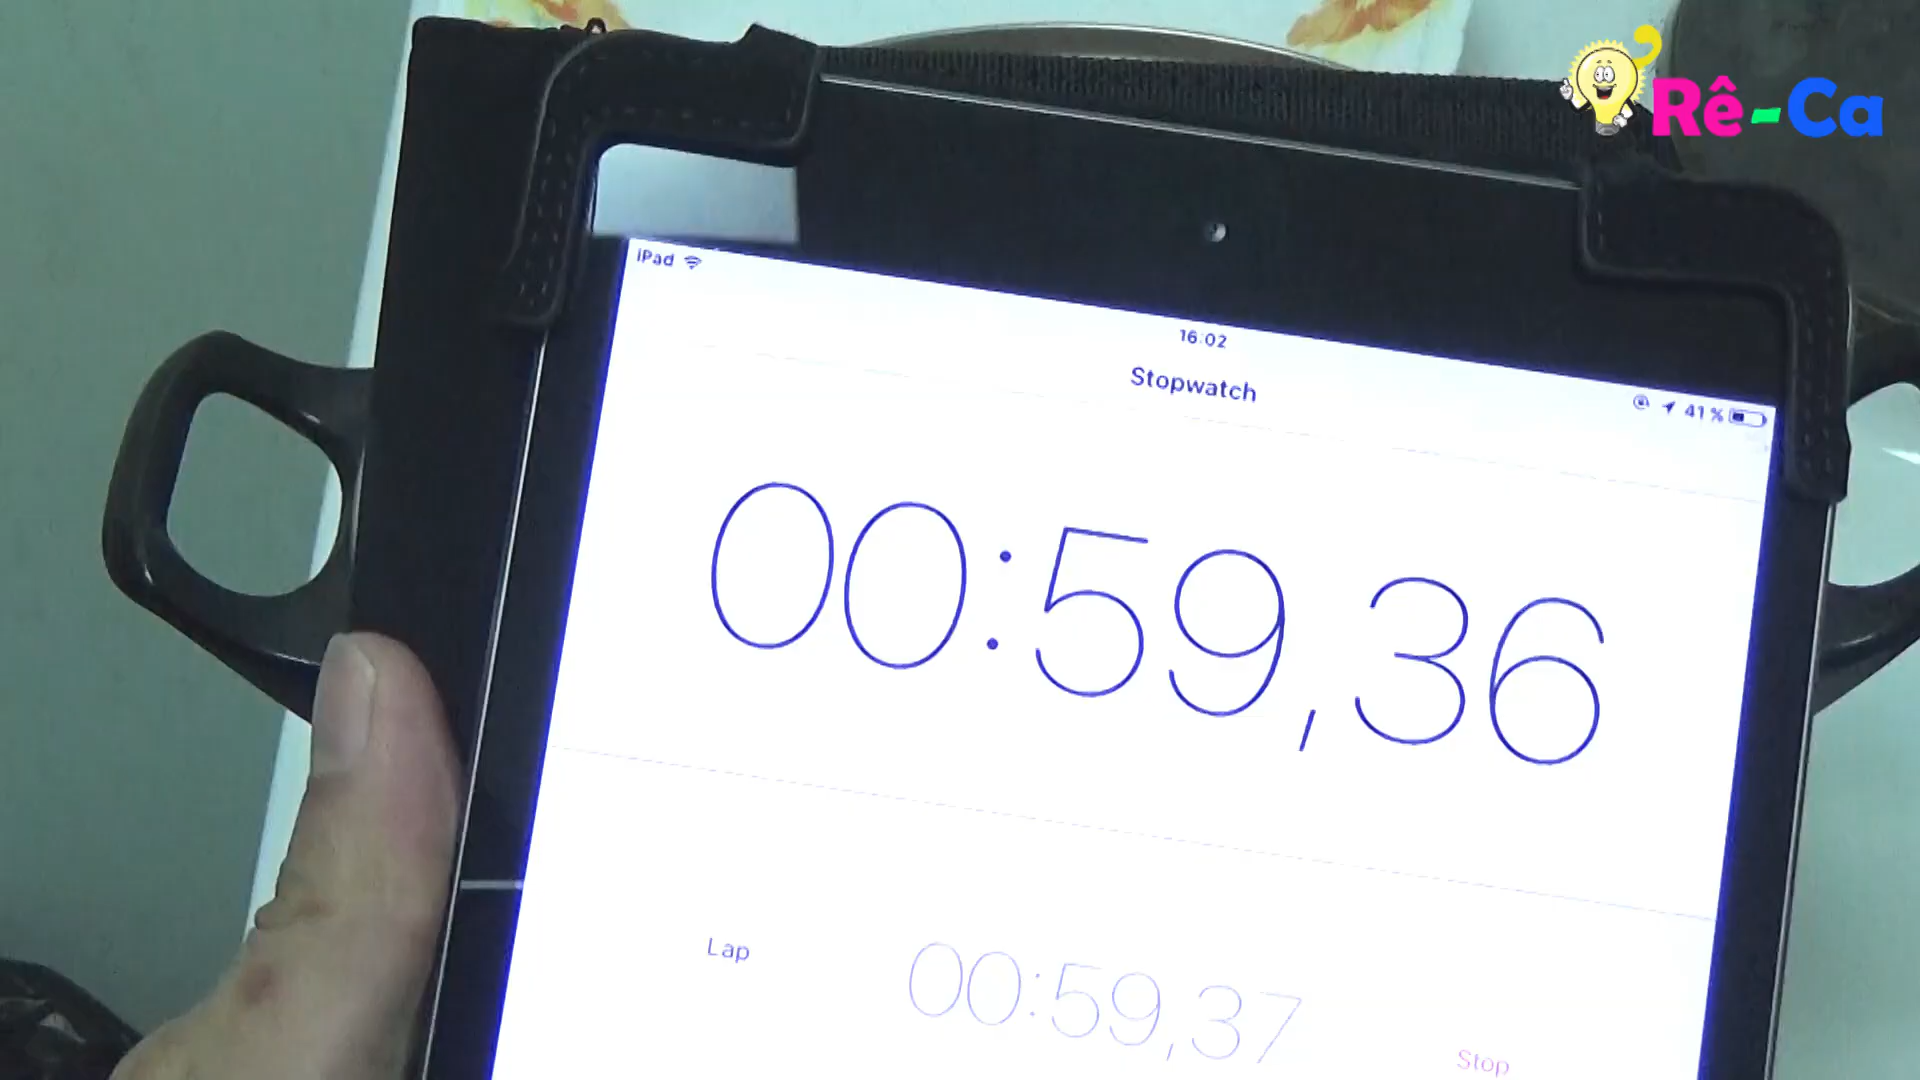 Rê-Ca
iPad
16:02
41 %
Stopwatch
00:59,36
Lap
00:59,37
Stop